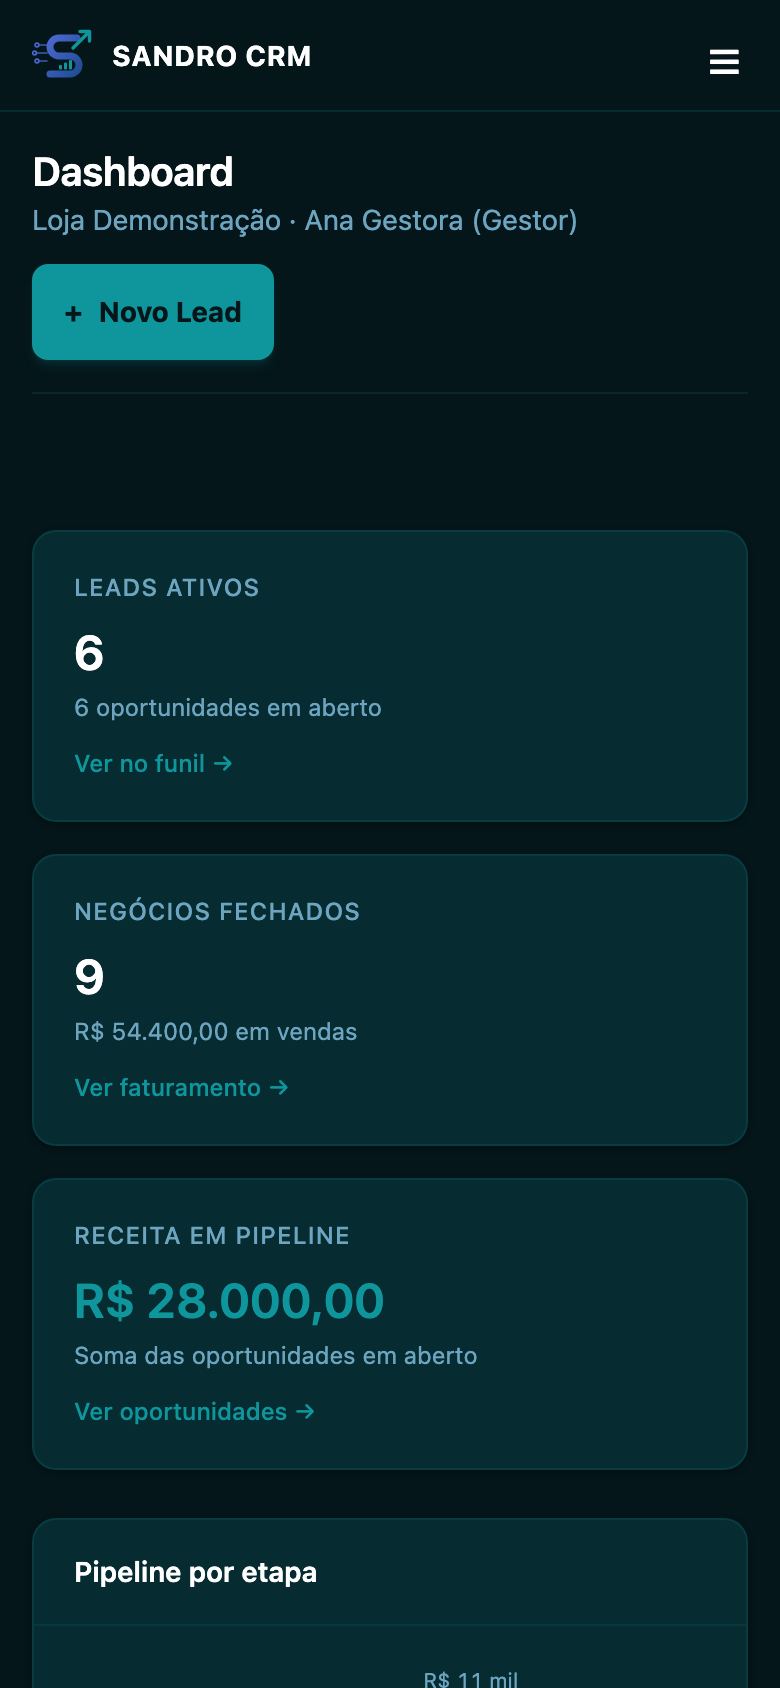 SANDRO CRM
Dashboard
Loja Demonstração · Ana Gestora (Gestor)
+ Novo Lead
LEADS ATIVOS
6
6 oportunidades em aberto
Ver no funil →
NEGÓCIOS FECHADOS
9
R$ 54.400,00 em vendas
Ver faturamento →
RECEITA EM PIPELINE
R$ 28.000,00
Soma das oportunidades em aberto
Ver oportunidades →
Pipeline por etapa
R$ 11 mil